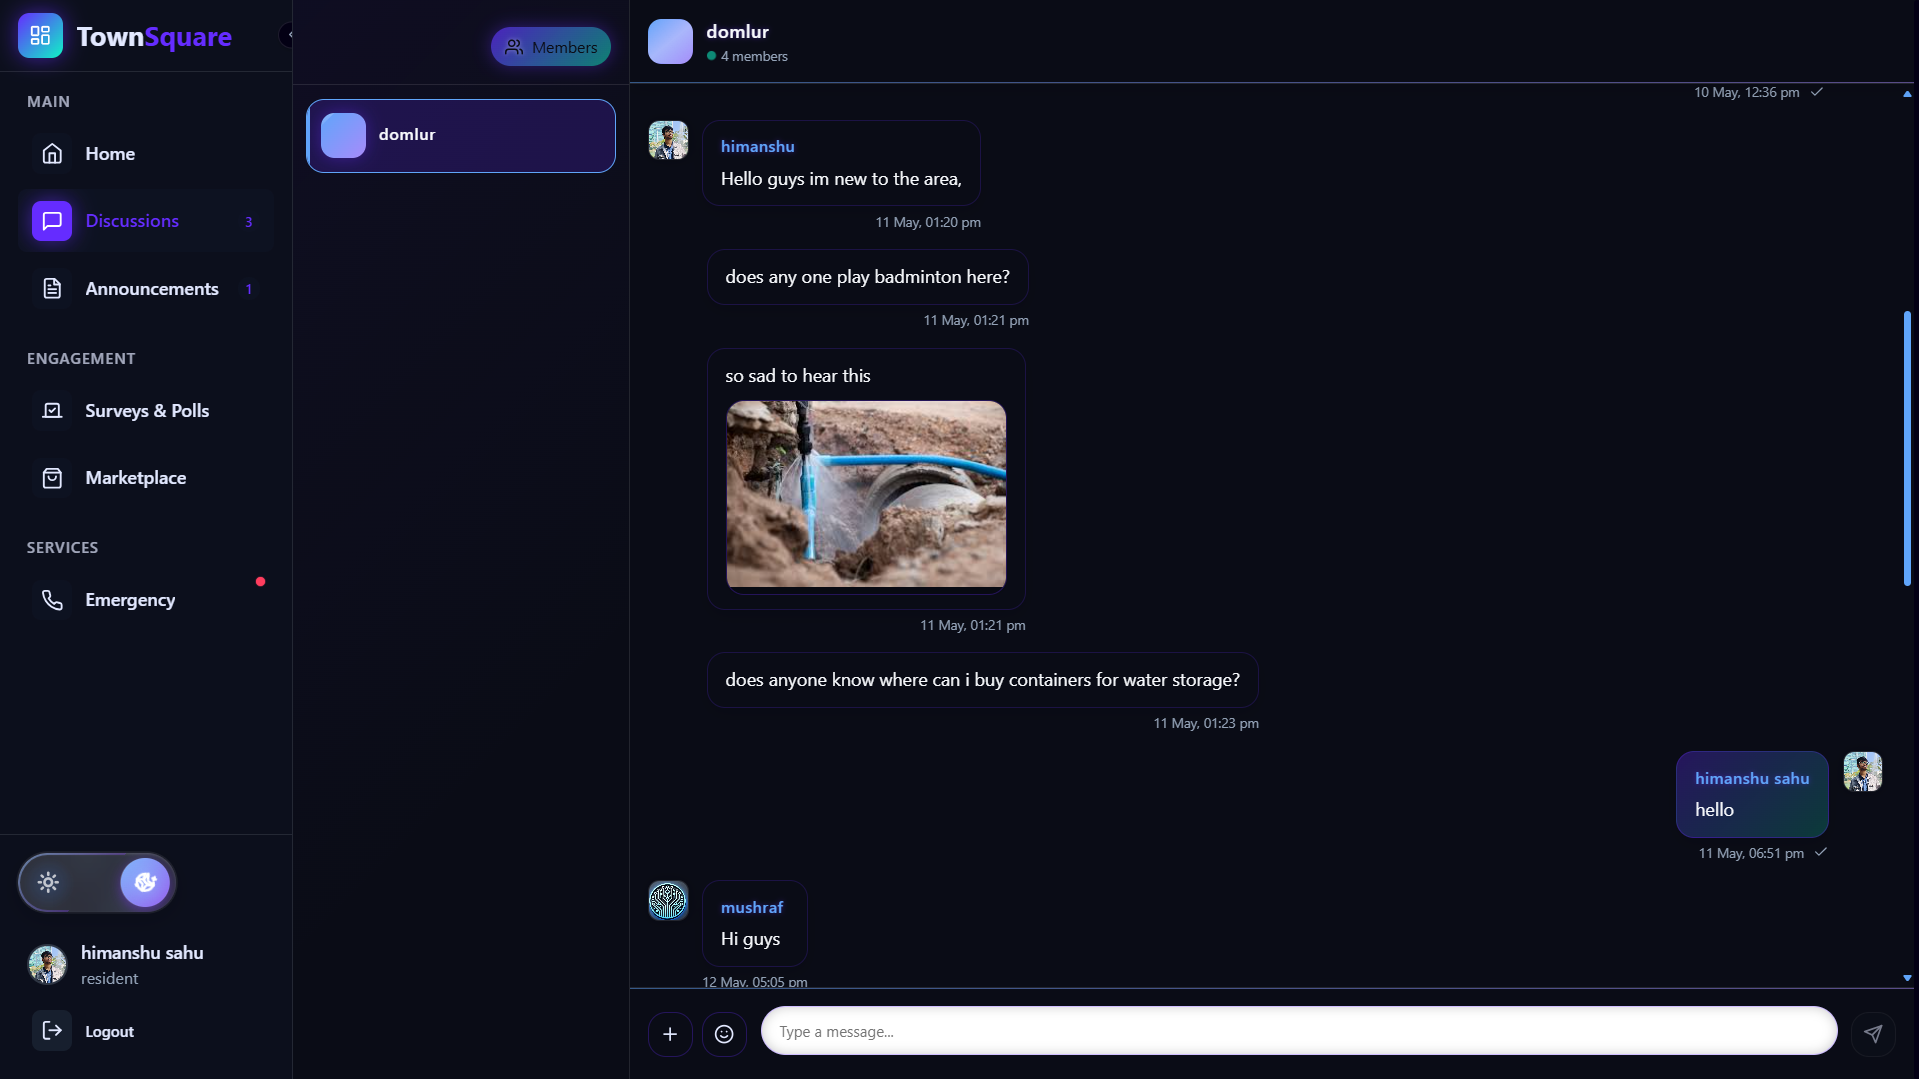 TownSquare
MAIN
Home
Discussions 3
Announcements 1
ENGAGEMENT
Surveys & Polls
Marketplace
SERVICES
Emergency
himanshu sahu
resident
Logout
Members
domlur
domlur
4 members
10 May, 12:36 pm
himanshu
Hello guys im new to the area,
11 May, 01:20 pm
does any one play badminton here?
11 May, 01:21 pm
so sad to hear this
11 May, 01:21 pm
does anyone know where can i buy containers for water storage?
11 May, 01:23 pm
himanshu sahu
hello
11 May, 06:51 pm
mushraf
Hi guys
12 May, 05:05 pm
Type a message...